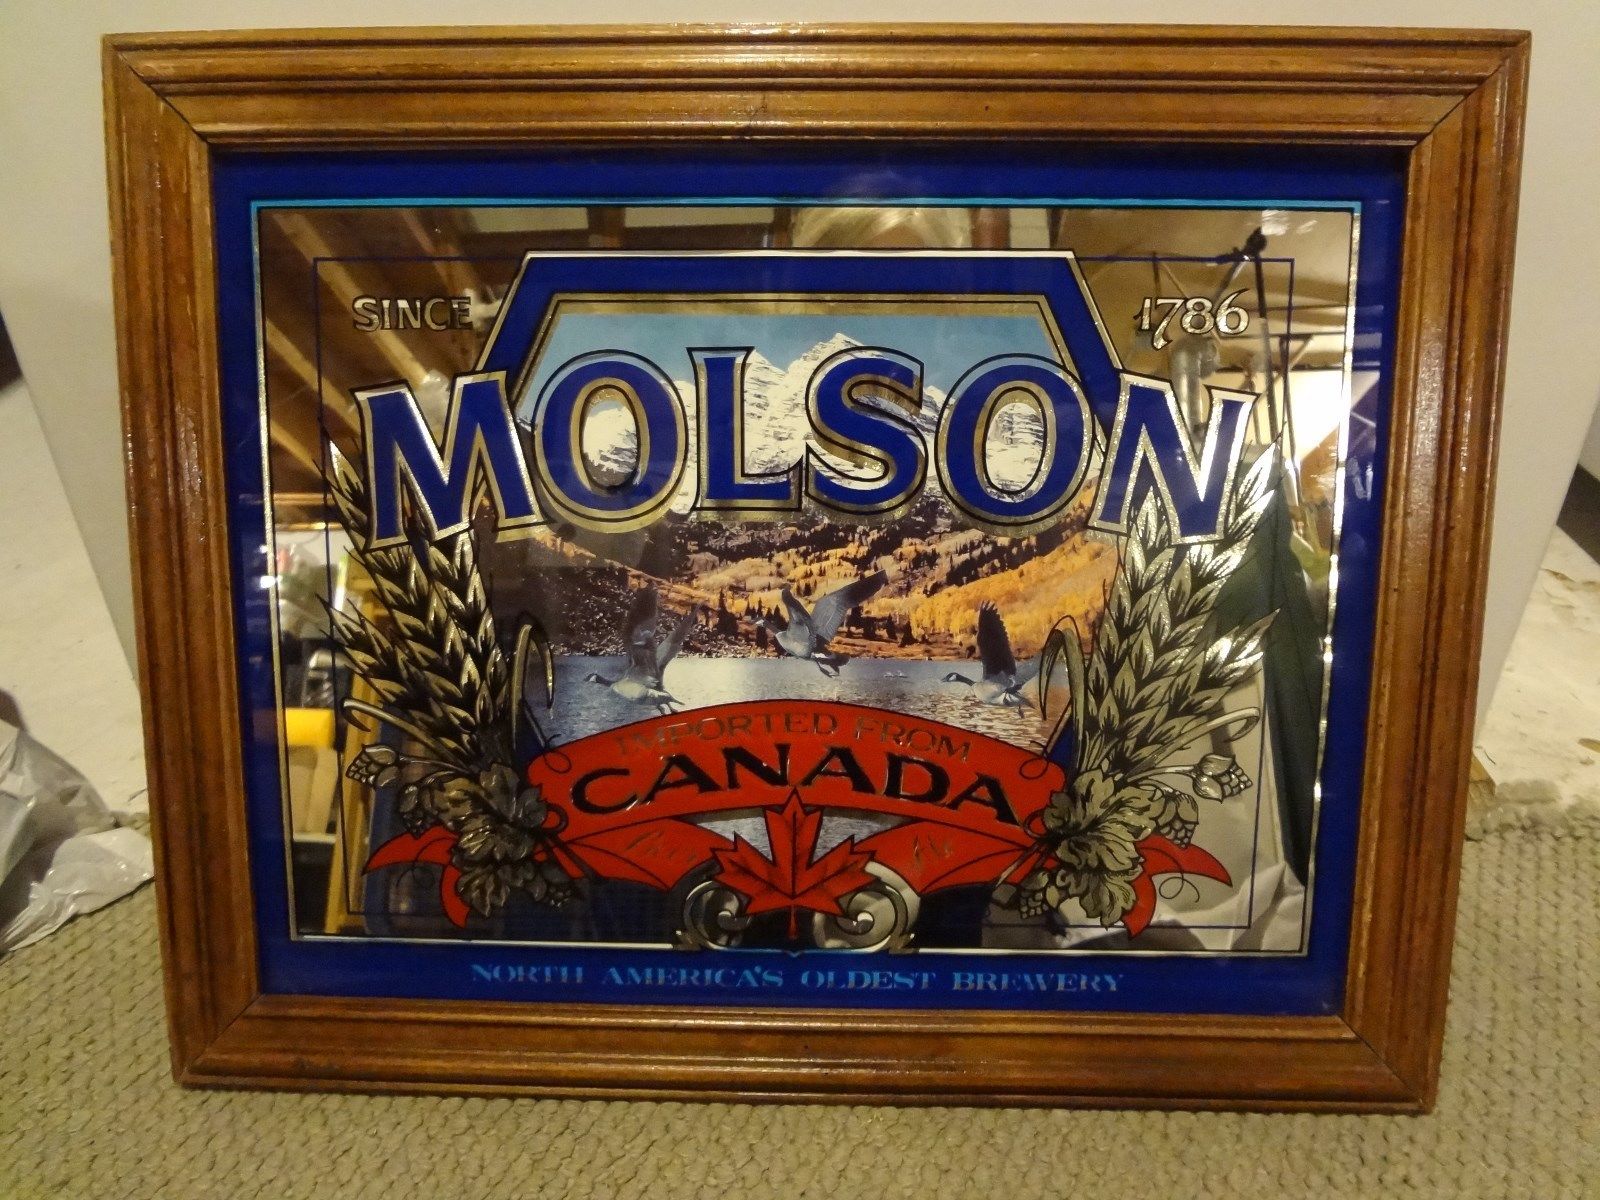 SINCE 1786
MOLSON
IMPORTED FROM
CANADA
NORTH AMERICA'S OLDEST BREWERY